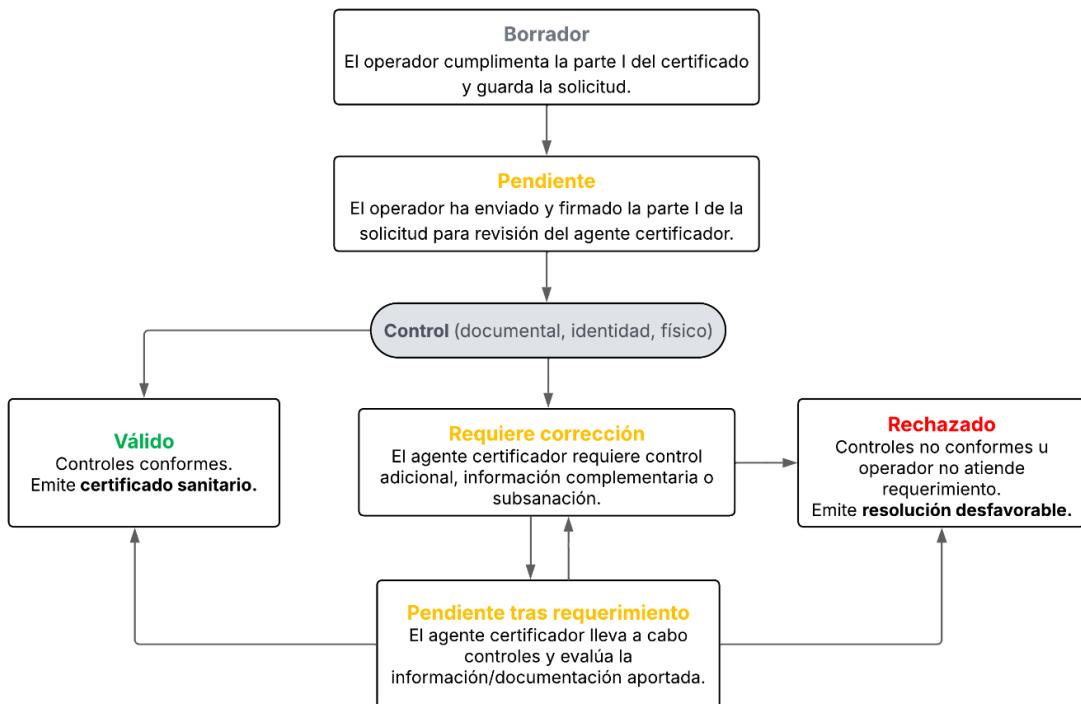 Borrador
El operador cumplimenta la parte I del certificado
y guarda la solicitud.
Pendiente
El operador ha enviado y firmado la parte I de la
solicitud para revisión del agente certificador.
Control (documental, identidad, físico)
Válido
Controles conformes.
Emite certificado sanitario.
Requiere corrección
El agente certificador requiere control
adicional, información complementaria o
subsanación.
Rechazado
Controles no conformes u
operador no atiende
requerimiento.
Emite resolución desfavorable.
Pendiente tras requerimiento
El agente certificador lleva a cabo
controles y evalúa la
información/documentación aportada.